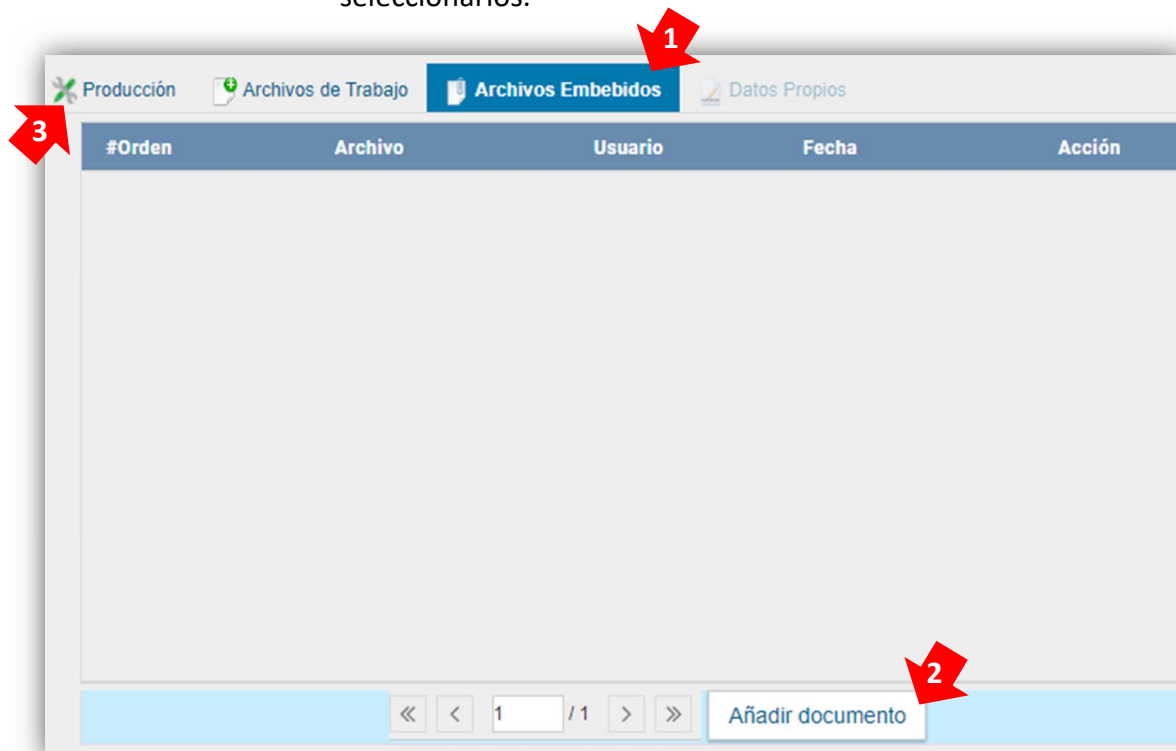 seleccionarlos.
1
Producción Archivos de Trabajo Archivos Embebidos Datos Propios
3
#Orden Archivo Usuario Fecha Acción
2
1 / 1 Añadir documento